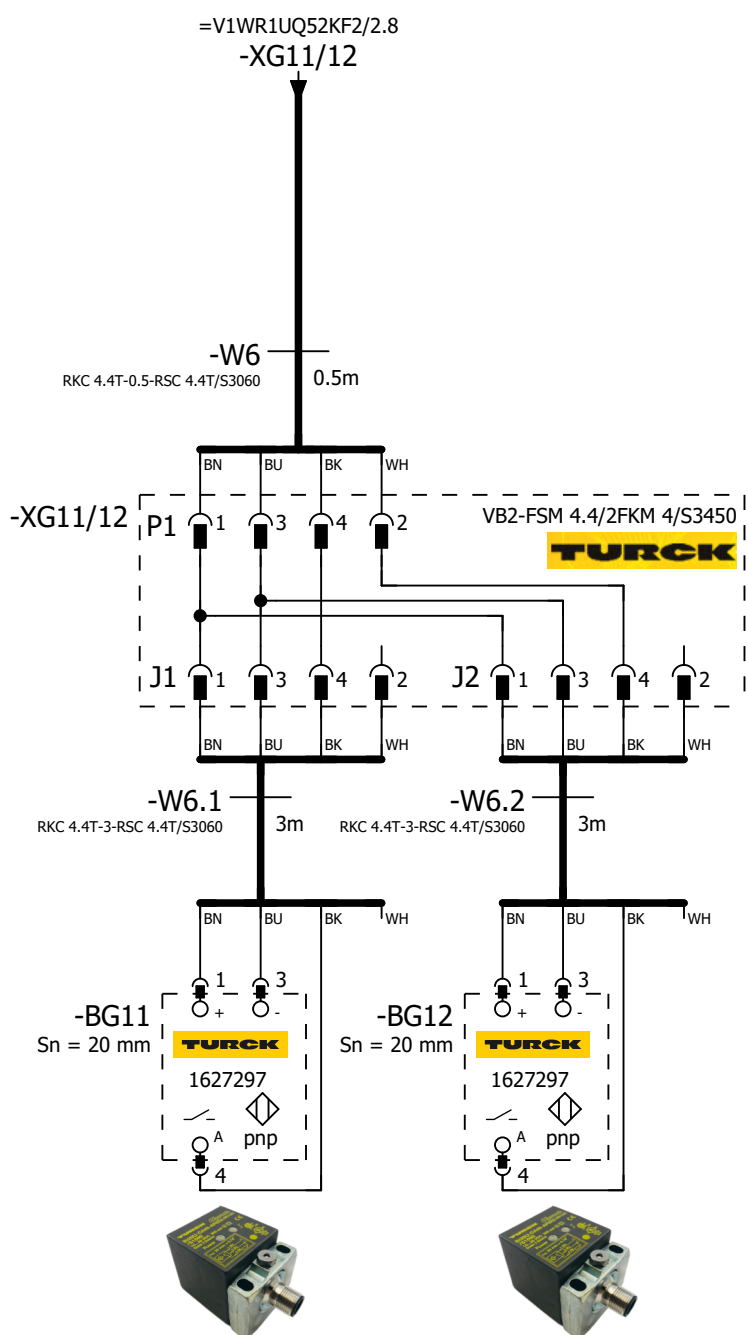 =V1WR1UQ52KF2/2.8
-XG11/12
-W6
RKC 4.4T-0.5-RSC 4.4T/S3060
0.5m
BN BU BK WH
-XG11/12
P1 1 3 4 2
VB2-FSM 4.4/2FKM 4/S3450
TURCK
J1 1 3 4 2
J2 1 3 4 2
BN BU BK WH
BN BU BK WH
-W6.1
RKC 4.4T-3-RSC 4.4T/S3060
3m
-W6.2
RKC 4.4T-3-RSC 4.4T/S3060
3m
BN BU BK WH
BN BU BK WH
1 3
-BG11
+ -
Sn = 20 mm
TURCK
1627297
A pnp
4
1 3
-BG12
+ -
Sn = 20 mm
TURCK
1627297
A pnp
4